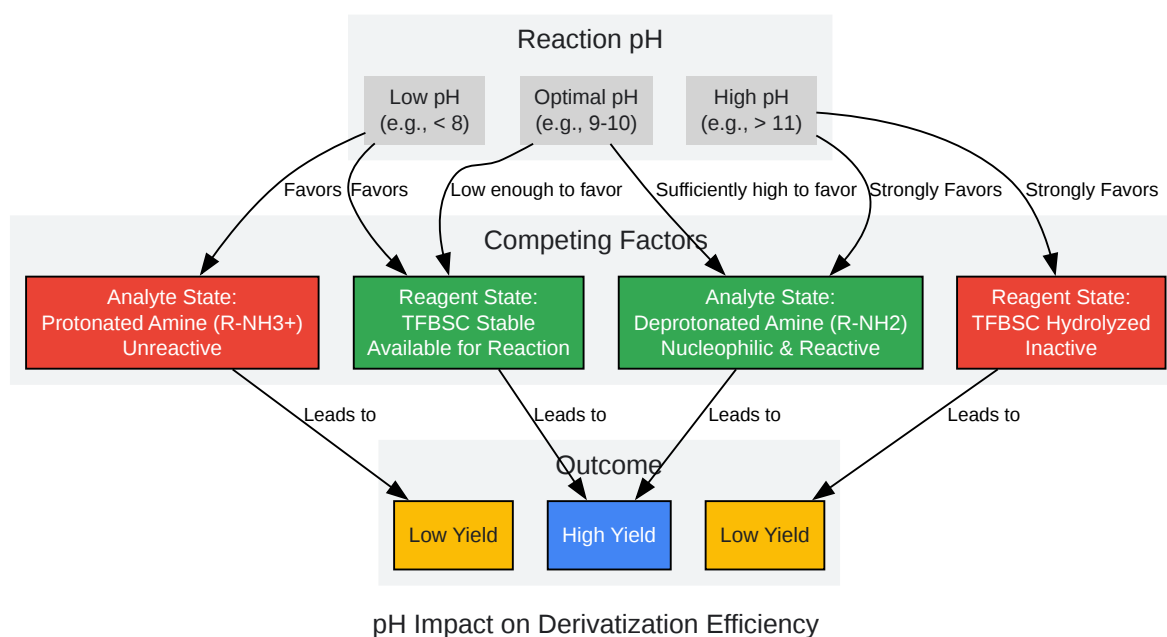 Reaction pH
Low pH
(e.g., < 8)
Optimal pH
(e.g., 9-10)
High pH
(e.g., > 11)
Favors
Favors
Low enough to favor
Sufficiently high to favor
Strongly Favors
Strongly Favors
Competing Factors
Analyte State:
Protonated Amine (R-NH3+)
Unreactive
Reagent State:
TFBSC Stable
Available for Reaction
Analyte State:
Deprotonated Amine (R-NH2)
Nucleophilic & Reactive
Reagent State:
TFBSC Hydrolyzed
Inactive
Leads to
Leads to
Leads to
Leads to
Outcome
Low Yield
High Yield
Low Yield
pH Impact on Derivatization Efficiency